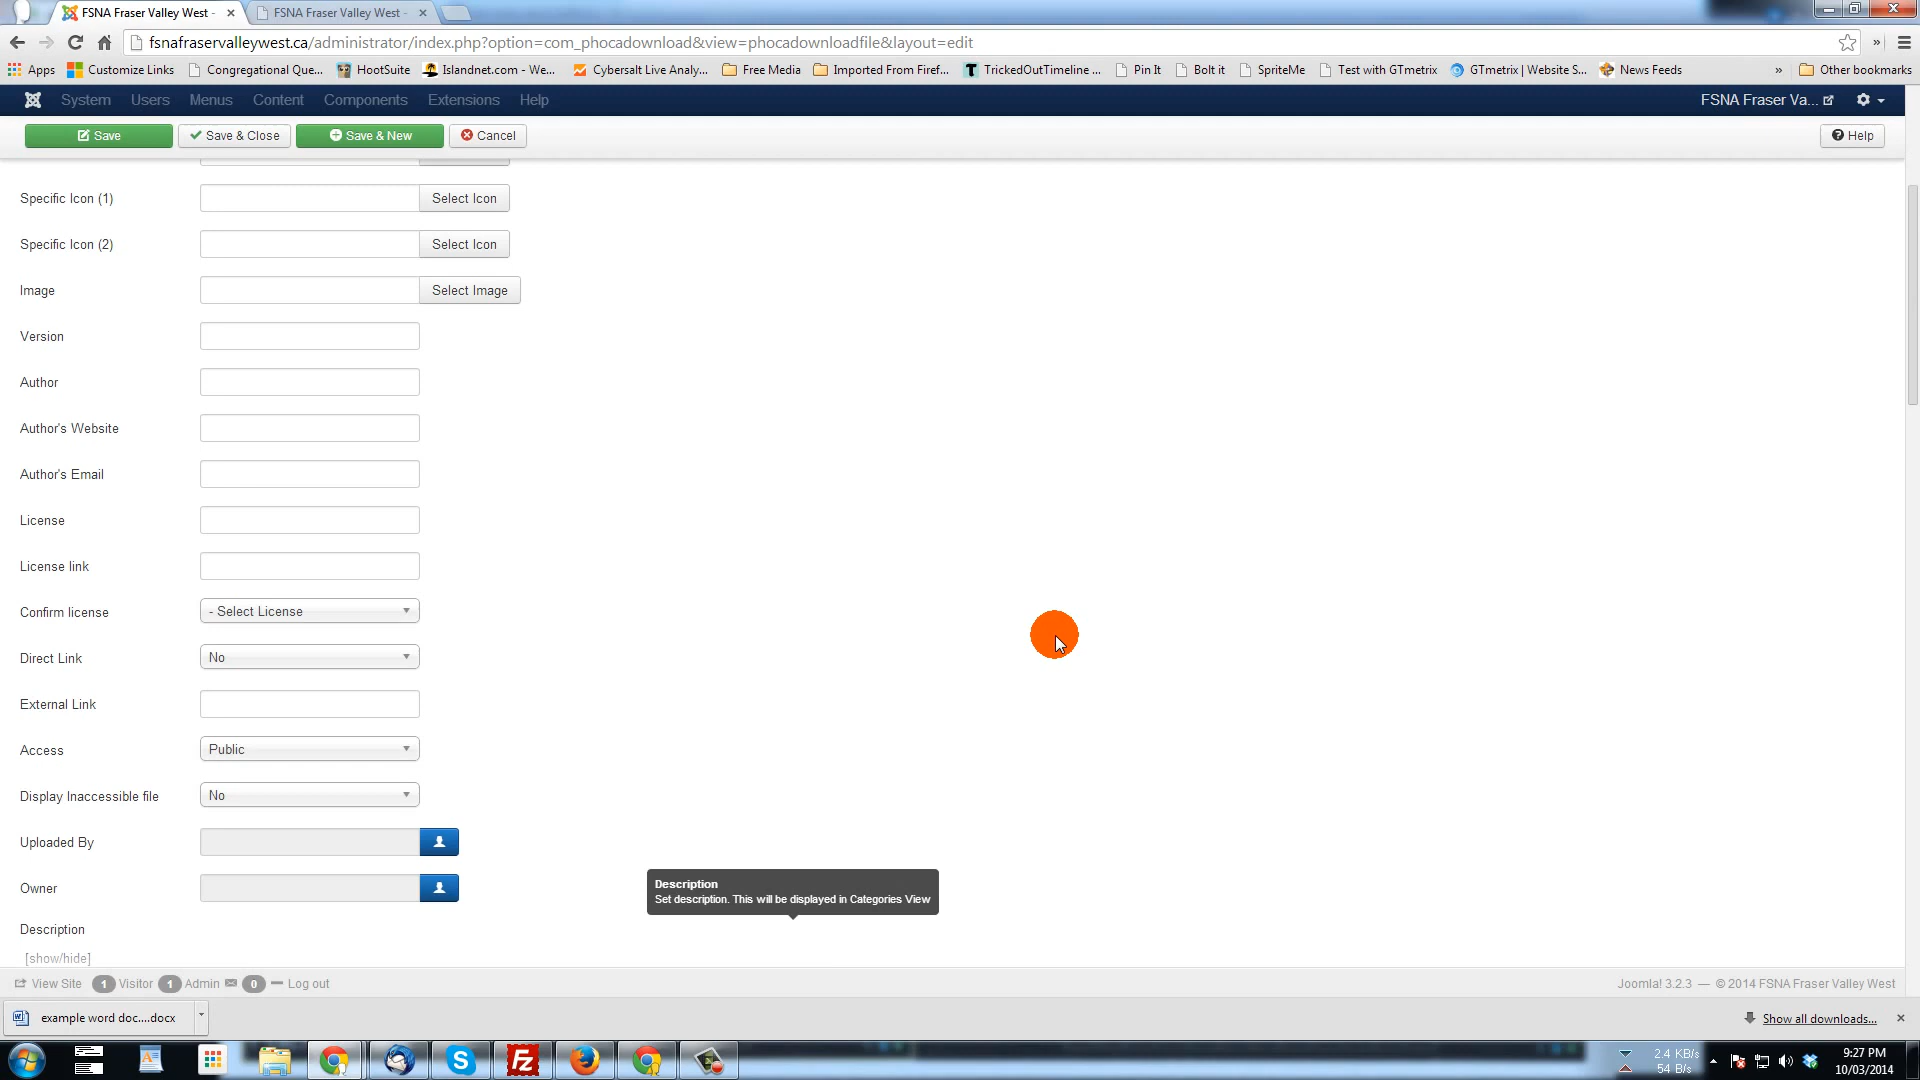 FSNA Fraser Valley West -
FSNA Fraser Valley West -
fsnafraservalleywest.ca/administrator/index.php?option=com_phocadownload&view=phocadownloadfile&layout=edit
Apps Customize Links Congregational Que... HootSuite Islandnet.com - We... Cybersalt Live Analy... Free Media Imported From Firef... TrickedOutTimeline ... Pin It Bolt it SpriteMe Test with GTmetrix GTmetrix | Website S... News Feeds » Other bookmarks
System Users Menus Content Components Extensions Help FSNA Fraser Va...
Save Save & Close Save & New Cancel Help
Specific Icon (1) Select Icon
Specific Icon (2) Select Icon
Image Select Image
Version
Author
Author's Website
Author's Email
License
License link
Confirm license - Select License
Direct Link No
External Link
Access Public
Display Inaccessible file No
Uploaded By
Owner
Description
Set description. This will be displayed in Categories View
Description
[show/hide]
View Site 1 Visitor 1 Admin 0 Log out Joomla! 3.2.3 — © 2014 FSNA Fraser Valley West
example word doc....docx Show all downloads...
2.4 KB/s
54 B/s
9:27 PM
10/03/2014